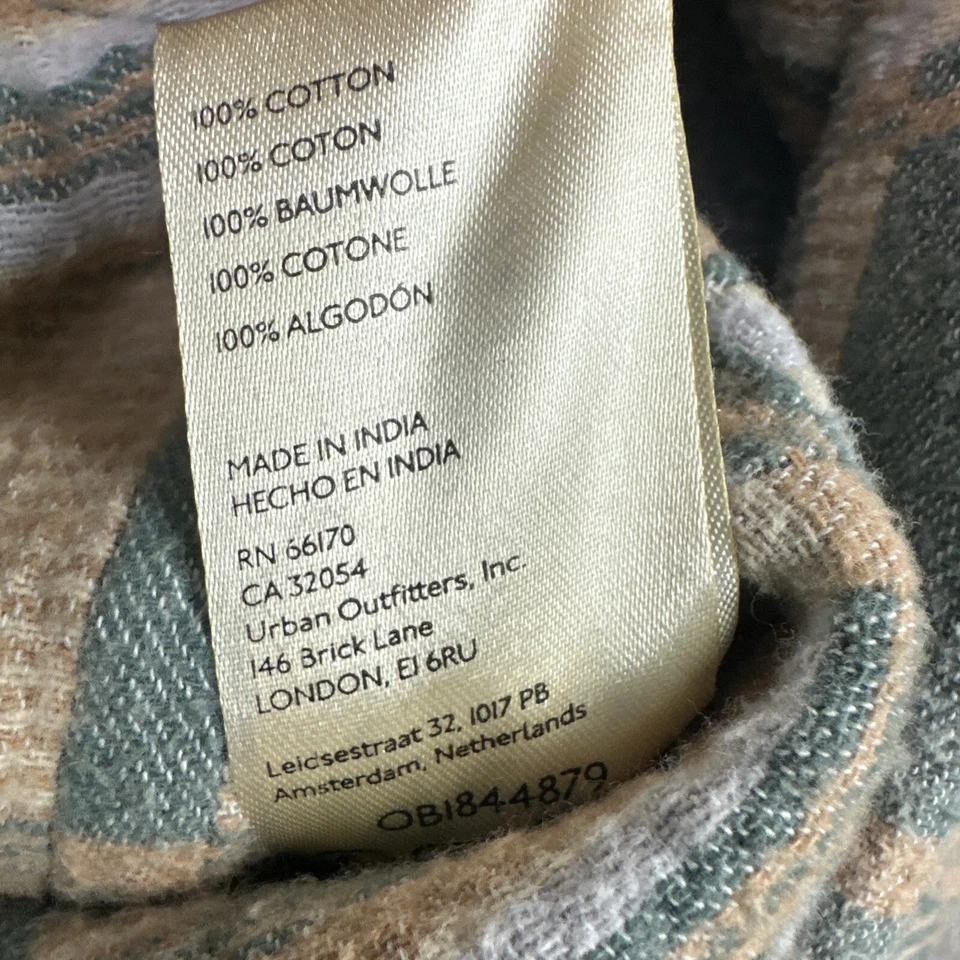 100% COTTON
100% COTON
100% BAUMWOLLE
100% COTONE
100% ALGODÓN
MADE IN INDIA
HECHO EN INDIA
RN 66170
CA 32054
Urban Outfitters, Inc.
146 Brick Lane
LONDON, E1 6RU
Leidsestraat 32, 1017 PB
Amsterdam, Netherlands
OB1844879